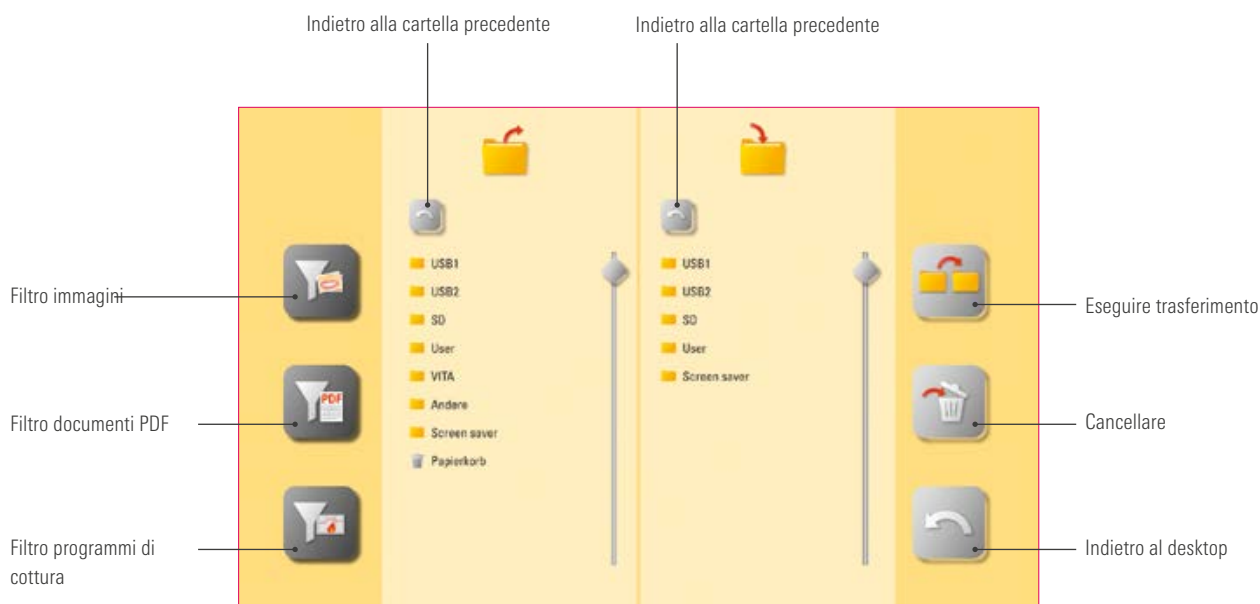 Indietro alla cartella precedente
Indietro alla cartella precedente
Filtro immagini
Filtro documenti PDF
Filtro programmi di
cottura
PDF
USB1
USB2
SD
User
VITA
Andere
Screen saver
Papierkorb
USB1
USB2
SD
User
Screen saver
Eseguire trasferimento
Cancellare
Indietro al desktop